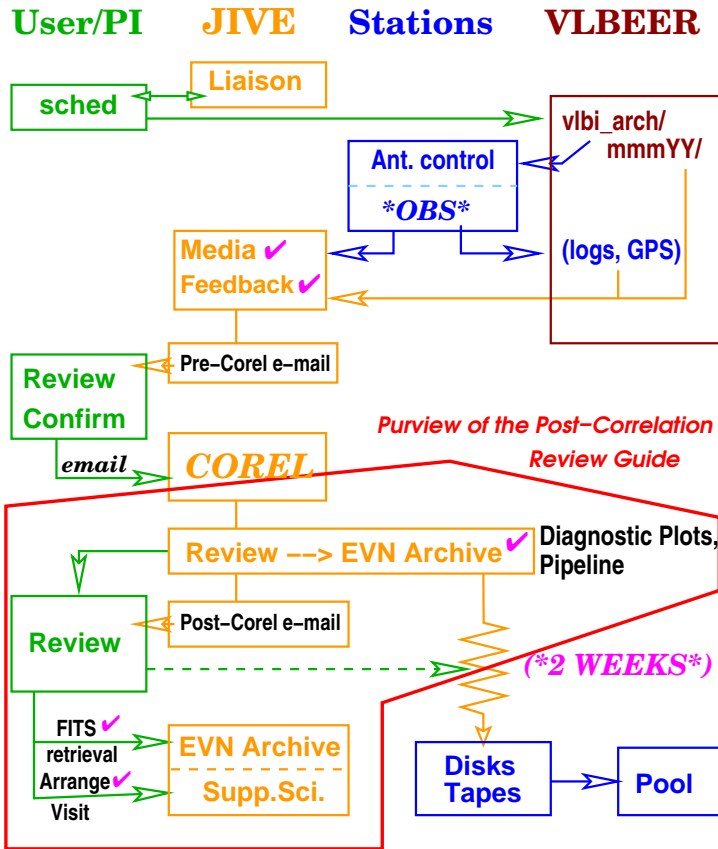 User/PI JIVE Stations VLBEER
Liaison
sched
vlbi_arch/
mmmYY/
Ant. control
*OBS*
Media ✓
Feedback ✓
(logs, GPS)
Pre-Corel e-mail
Review
Confirm
Purview of the Post-Correlation
Review Guide
email
COREL
Review --> EVN Archive ✓
Diagnostic Plots,
Pipeline
Post-Corel e-mail
Review
(*2 WEEKS*)
FITS ✓
retrieval
Arrange ✓
Visit
EVN Archive
Supp.Sci.
Disks
Tapes
Pool